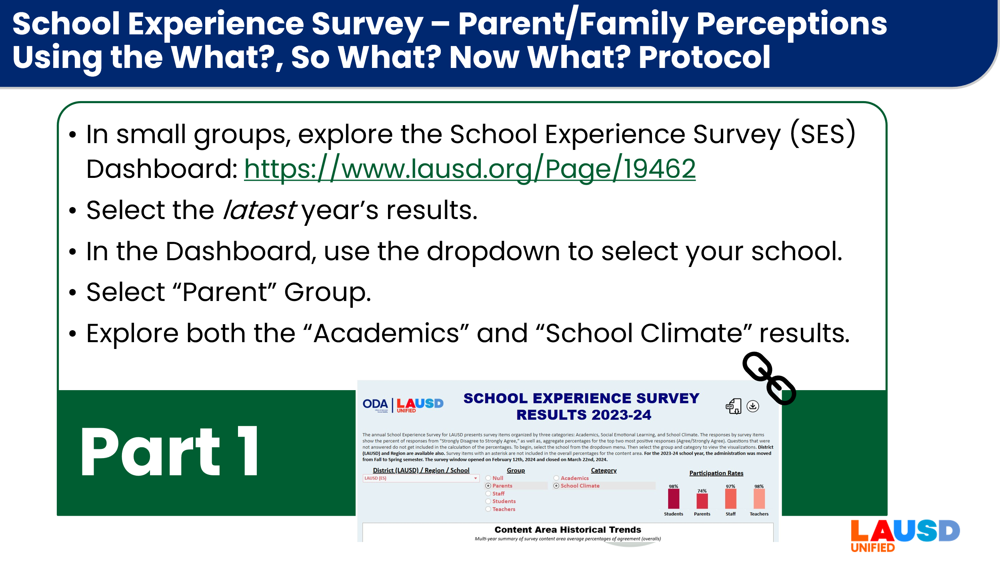 School Experience Survey – Parent/Family Perceptions
Using the What?, So What? Now What? Protocol
• In small groups, explore the School Experience Survey (SES)
Dashboard: https://www.lausd.org/Page/19462
• Select the latest year’s results.
• In the Dashboard, use the dropdown to select your school.
• Select “Parent” Group.
• Explore both the “Academics” and “School Climate” results.
Part 1
ODA
LAUSD
UNIFIED
SCHOOL EXPERIENCE SURVEY
RESULTS 2023-24
PDF
The annual School Experience Survey for LAUSD presents survey items organized by three categories: Academics, Social Emotional Learning, and School Climate. The responses by survey items
show the percent of responses from "Strongly Disagree to Strongly Agree," as well as, aggregate percentages for the top two most positive responses (Agree/Strongly Agree). Questions that were
not answered do not get included in the calculation of the percentages. To begin, select the school from the dropdown menu. Then select the group and category to view the visualizations. District
(LAUSD) and Region are available also. Survey items with an asterisk are not included in the overall percentages for the content area. For the 2023-24 school year, the administration was moved
from Fall to Spring semester. The survey window opened on February 12th, 2024 and closed on March 22nd, 2024.
District (LAUSD) / Region / School
LAUSD (ES)
Group
Null
Parents
Staff
Students
Teachers
Category
Academics
School Climate
Participation Rates
98% 74% 97% 98%
Students Parents Staff Teachers
Content Area Historical Trends
Multi-year summary of survey content area average percentages of agreement (overalls)
LAUSD
UNIFIED